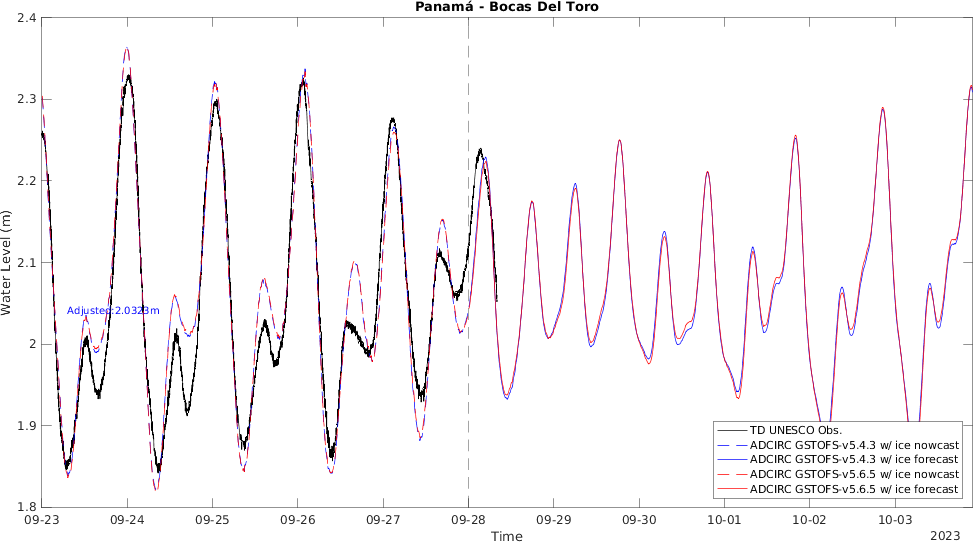 Panamá - Bocas Del Toro
2.4
2.3
2.2
2.1
2
1.9
1.8
Water Level (m)
Adjusted:2.0323m
TD UNESCO Obs.
ADCIRC GSTOFS-v5.4.3 w/ ice nowcast
ADCIRC GSTOFS-v5.4.3 w/ ice forecast
ADCIRC GSTOFS-v5.6.5 w/ ice nowcast
ADCIRC GSTOFS-v5.6.5 w/ ice forecast
09-23 09-24 09-25 09-26 09-27 09-28 09-29 09-30 10-01 10-02 10-03
Time
2023